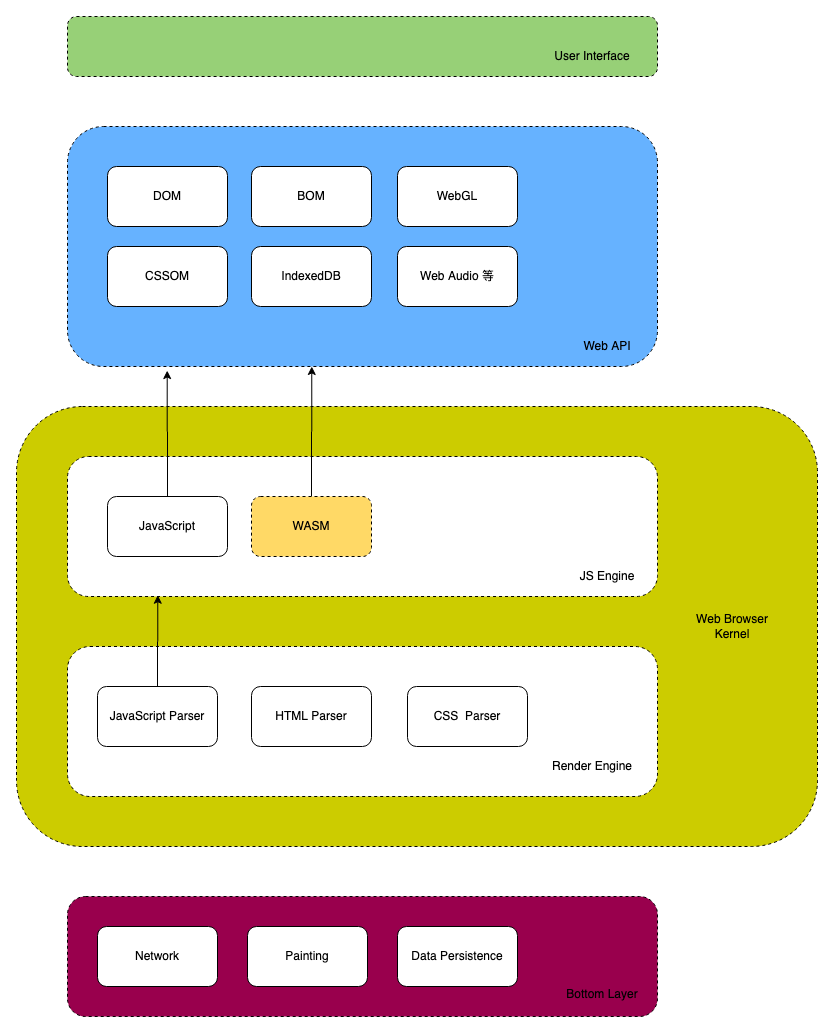 User Interface
DOM
BOM
WebGL
CSSOM
IndexedDB
Web Audio 等
Web API
JavaScript
WASM
JS Engine
Web Browser
Kernel
JavaScript Parser
HTML Parser
CSS  Parser
Render Engine
Network
Painting
Data Persistence
Bottom Layer